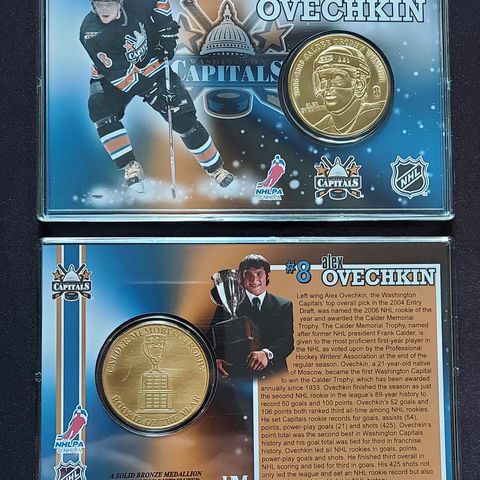 OVECHKIN
8
WASHINGTON
CAPITALS
2005-2006 CALDER TROPHY WINNER
ALEX
OVECHKIN
8
NHLPA
CAPITALS
NHL
CAPITALS
#8 alex
OVECHKIN
CALDER MEMORIAL TROPHY
ROOKIE OF THE YEAR
Left wing Alex Ovechkin, the Washington
Capitals' top overall pick in the 2004 Entry
Draft, was named the 2006 NHL rookie of the
year and awarded the Calder Memorial
Trophy. The Calder Memorial Trophy, named
after former NHL president Frank Calder, is
given to the most proficient first-year player in
the NHL as voted upon by the Professional
Hockey Writers' Association at the end of the
regular season. Ovechkin, a 21-year-old native
of Moscow, became the first Washington Capital
to win the Calder Trophy, which has been awarded
annually since 1933. Ovechkin finished the season as just
the second NHL rookie in the league's 89-year history to
record 50 goals and 100 points. Ovechkin's 52 goals and
106 points both ranked third all-time among NHL rookies.
He set Capitals rookie records for goals, assists (54),
points, power-play goals (21) and shots (425). Ovechkin's
point total was the second best in Washington Capitals'
history and his goal total was tied for third in franchise
history. Ovechkin led all NHL rookies in goals, points,
power-play goals and shots. He finished third overall in
NHL scoring and tied for third in goals. His 425 shots not
only led the league and set an NHL rookie record but also
NHLPA
A SOLID BRONZE MEDALLION
HM